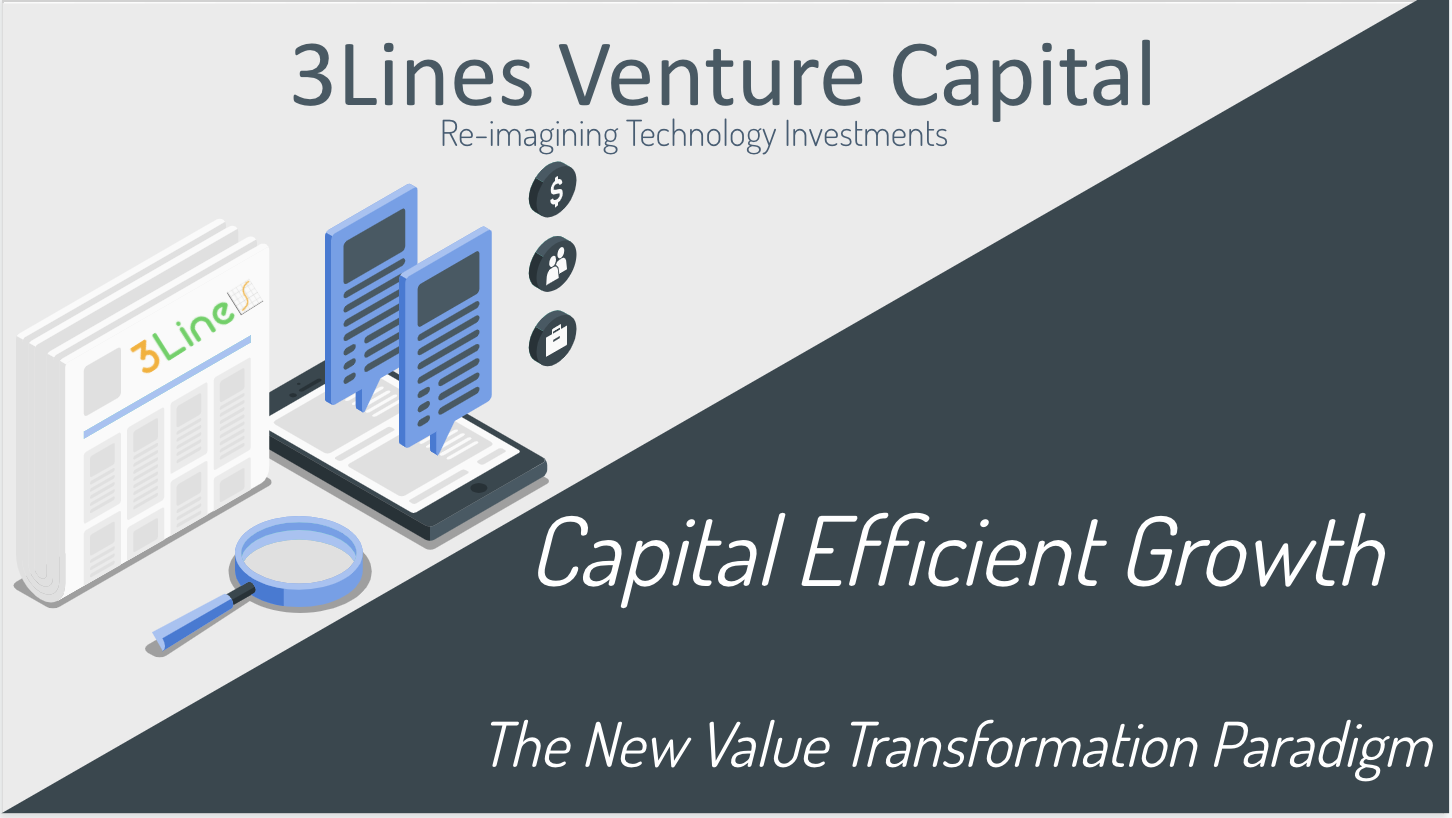 3Lines Venture Capital
Re-imagining Technology Investments
$
3Lines
Capital Efficient Growth
The New Value Transformation Paradigm